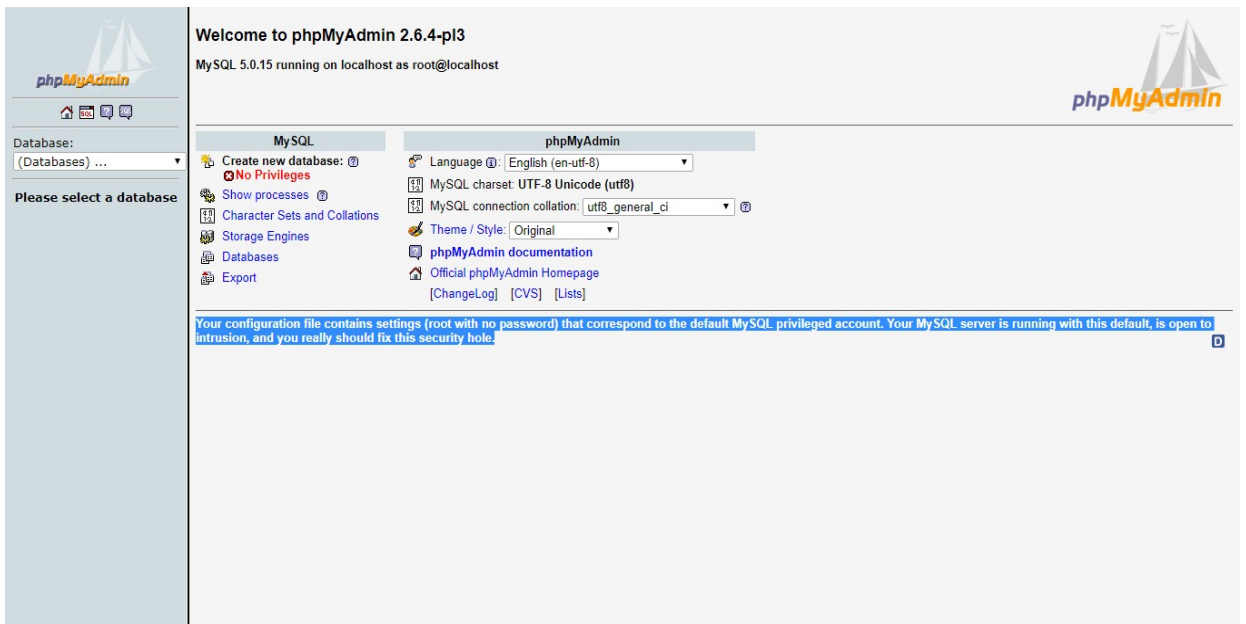 phpMyAdmin
SQL
Database:
(Databases) ...
Please select a database
Welcome to phpMyAdmin 2.6.4-pl3
MySQL 5.0.15 running on localhost as root@localhost
phpMyAdmin
MySQL
Create new database:
No Privileges
Show processes
Character Sets and Collations
Storage Engines
Databases
Export
phpMyAdmin
Language : English (en-utf-8)
MySQL charset: UTF-8 Unicode (utf8)
MySQL connection collation: utf8_general_ci
Theme / Style: Original
phpMyAdmin documentation
Official phpMyAdmin Homepage
[ChangeLog] [CVS] [Lists]
Your configuration file contains settings (root with no password) that correspond to the default MySQL privileged account. Your MySQL server is running with this default, is open to
intrusion, and you really should fix this security hole.
D